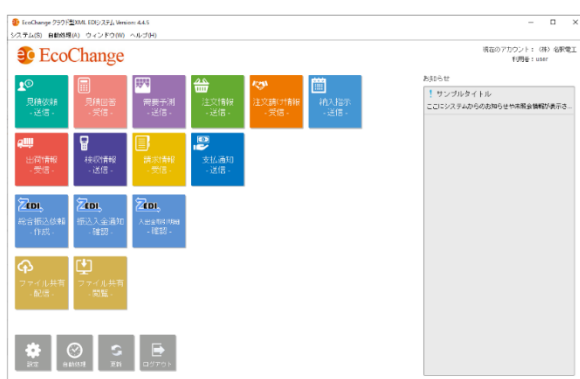 EcoChange クラウド型XML EDIシステム Version: 4.4.5
システム(S) 自動処理(A) ウィンドウ(W) ヘルプ(H)
EcoChange
現在のアカウント： (株) 名駅電工
利用者：user
お知らせ
! サンプルタイトル
ここにシステムからのお知らせや未照会情報が表示さ...
見積依頼
- 送信 -
見積回答
- 受信 -
需要予測
- 送信 -
注文情報
- 送信 -
注文請け情報
- 受信 -
納入指示
- 送信 -
出荷情報
- 受信 -
検収情報
- 送信 -
請求情報
- 受信 -
支払通知
- 送信 -
ZEDI
総合振込依頼
- 作成 -
ZEDI
振込入金通知
- 確認 -
ZEDI
入出金取引明細
- 確認 -
ファイル共有
- 配信 -
ファイル共有
- 閲覧 -
設定
自動処理
更新
ログアウト